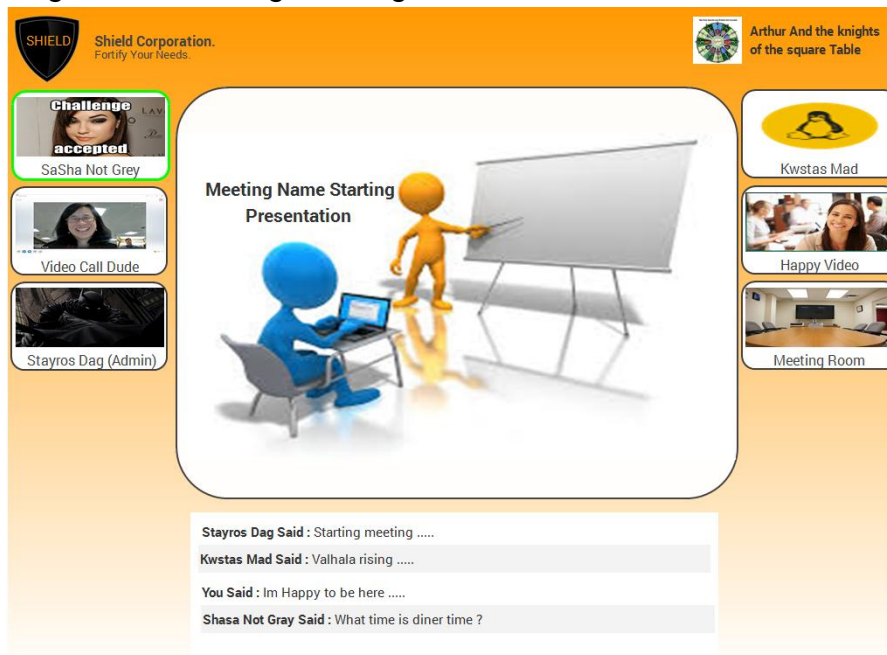 SHIELD
Shield Corporation.
Fortify Your Needs.
Arthur And the knights
of the square Table
Challenge
accepted
SaSha Not Grey
Video Call Dude
Stayros Dag (Admin)
Meeting Name Starting
Presentation
Kwstas Mad
Happy Video
Meeting Room
Stayros Dag Said : Starting meeting .....
Kwstas Mad Said : Valhala rising .....
You Said : Im Happy to be here .....
Shasa Not Gray Said : What time is diner time ?